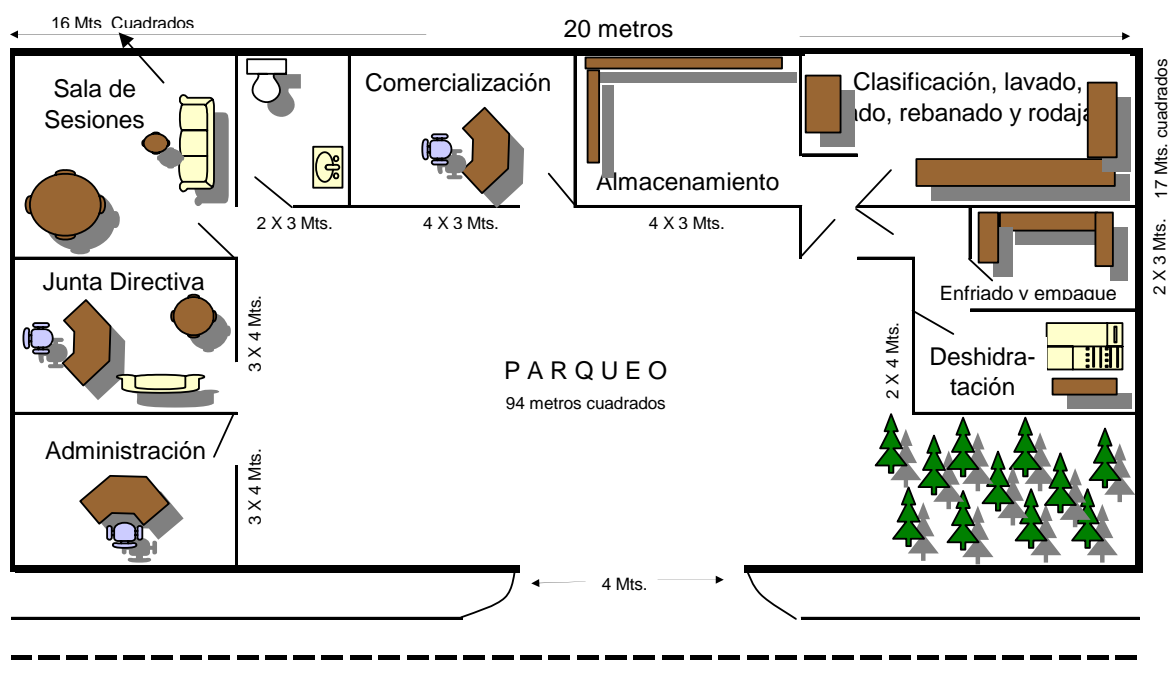 16 Mts. Cuadrados
20 metros
Sala de
Sesiones
Comercialización
Clasificación, lavado,
rebanado y
Almacenamiento
17 Mts. cuadrados
2 X 3 Mts.
4 X 3 Mts.
4 X 3 Mts.
2 X 3 Mts.
Junta Directiva
3 X 4 Mts.
Enfriado y empaque
PARQUEO
94 metros cuadrados
2 X 4 Mts.
Deshidra-
tación
Administración
3 X 4 Mts.
4 Mts.